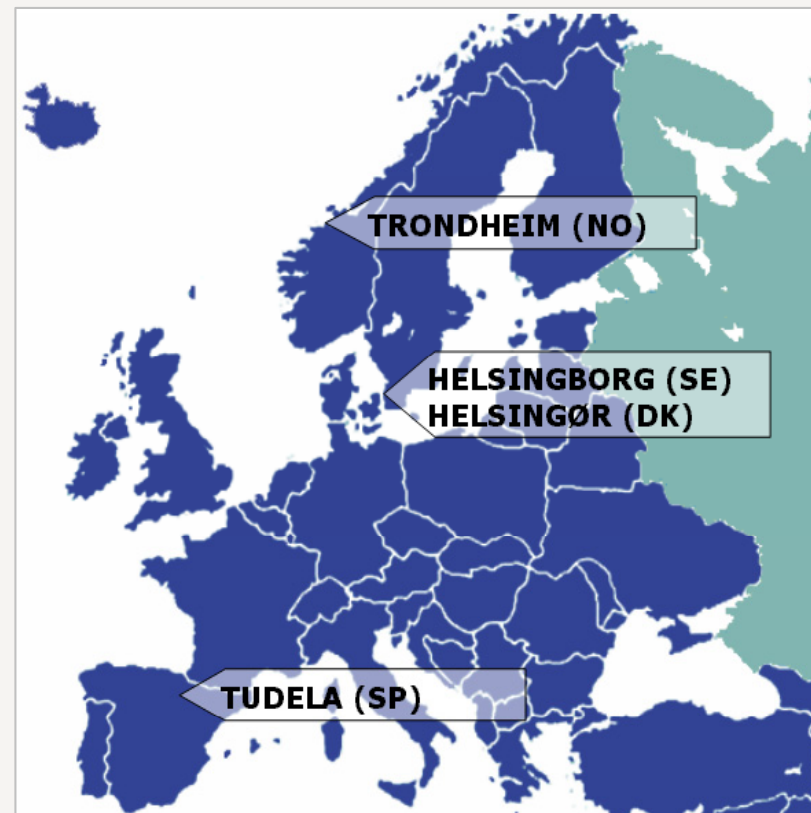 TRONDHEIM (NO)
HELSINGBORG (SE)
HELSINGØR (DK)
TUDELA (SP)